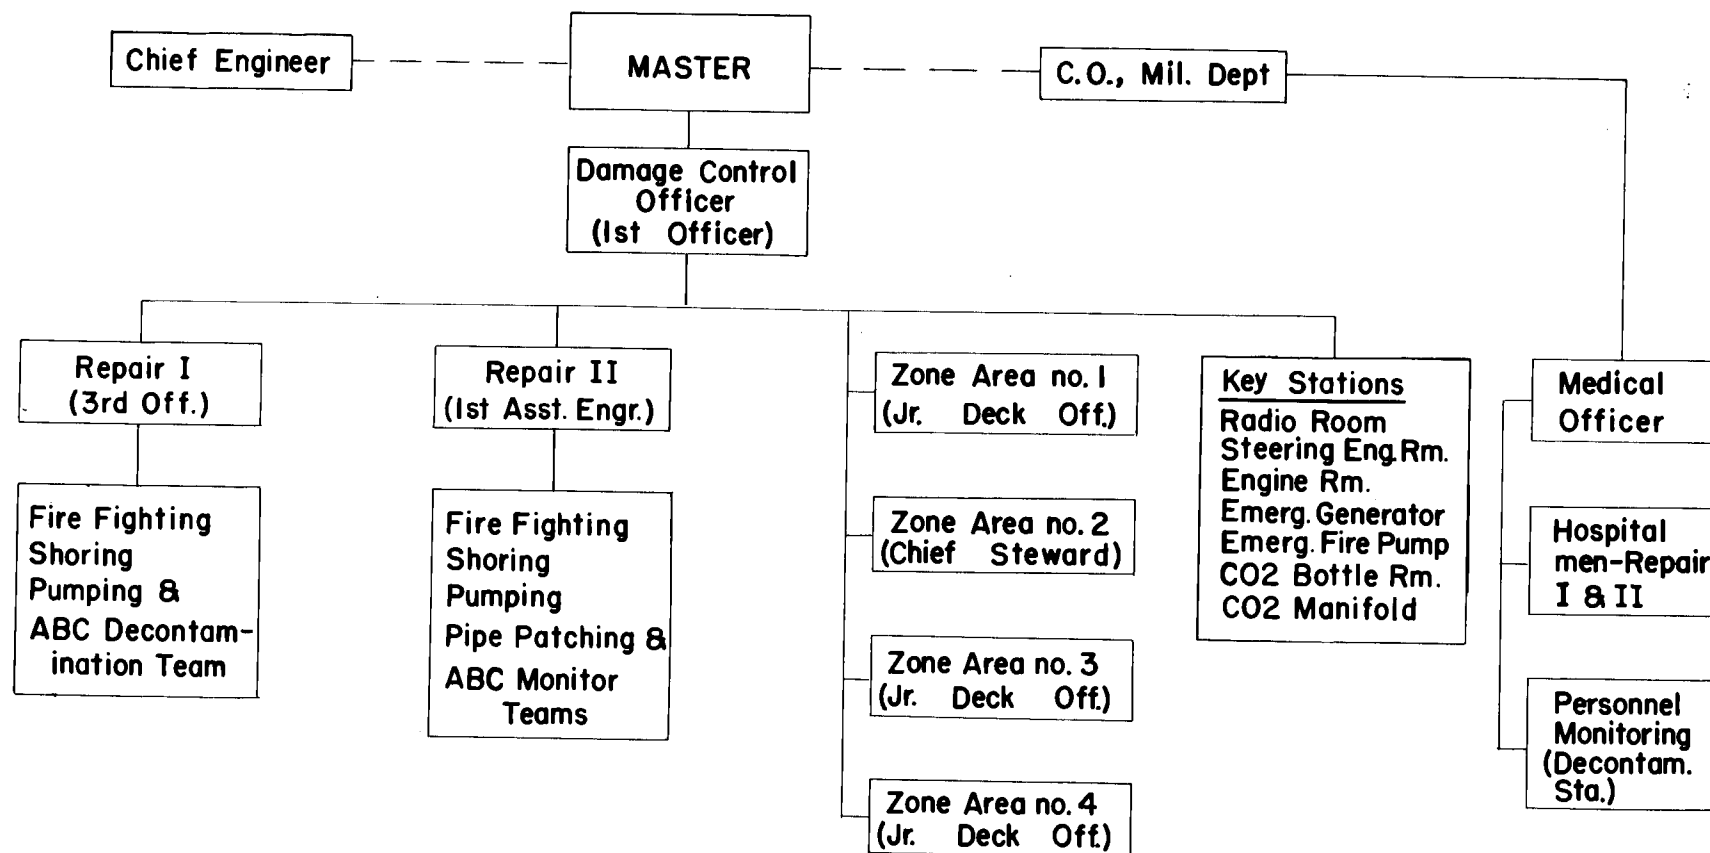 Chief Engineer
MASTER
C.O., Mil. Dept
Damage Control
Officer
(1st Officer)
Repair I
(3rd Off.)
Fire Fighting
Shoring
Pumping &
ABC Decontam-
ination Team
Repair II
(1st Asst. Engr.)
Fire Fighting
Shoring
Pumping
Pipe Patching &
ABC Monitor
Teams
Zone Area no. 1
(Jr. Deck Off.)
Zone Area no. 2
(Chief Steward)
Zone Area no. 3
(Jr. Deck Off.)
Zone Area no. 4
(Jr. Deck Off.)
Key Stations
Radio Room
Steering Eng. Rm.
Engine Rm.
Emerg. Generator
Emerg. Fire Pump
CO2 Bottle Rm.
CO2 Manifold
Medical
Officer
Hospital
men-Repair
I & II
Personnel
Monitoring
(Decontam.
Sta.)